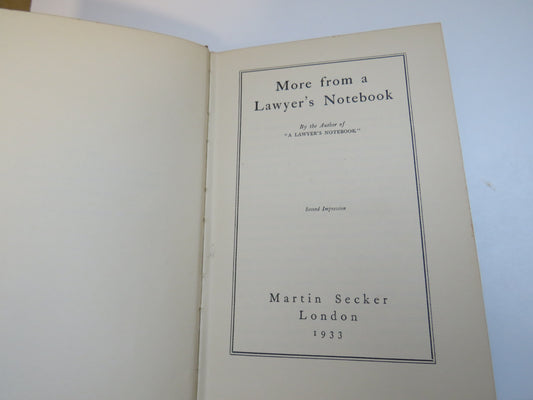 More from a
Lawyer's Notebook
By the Author of
"A LAWYER'S NOTEBOOK"
Second Impression
Martin Secker
London
1933